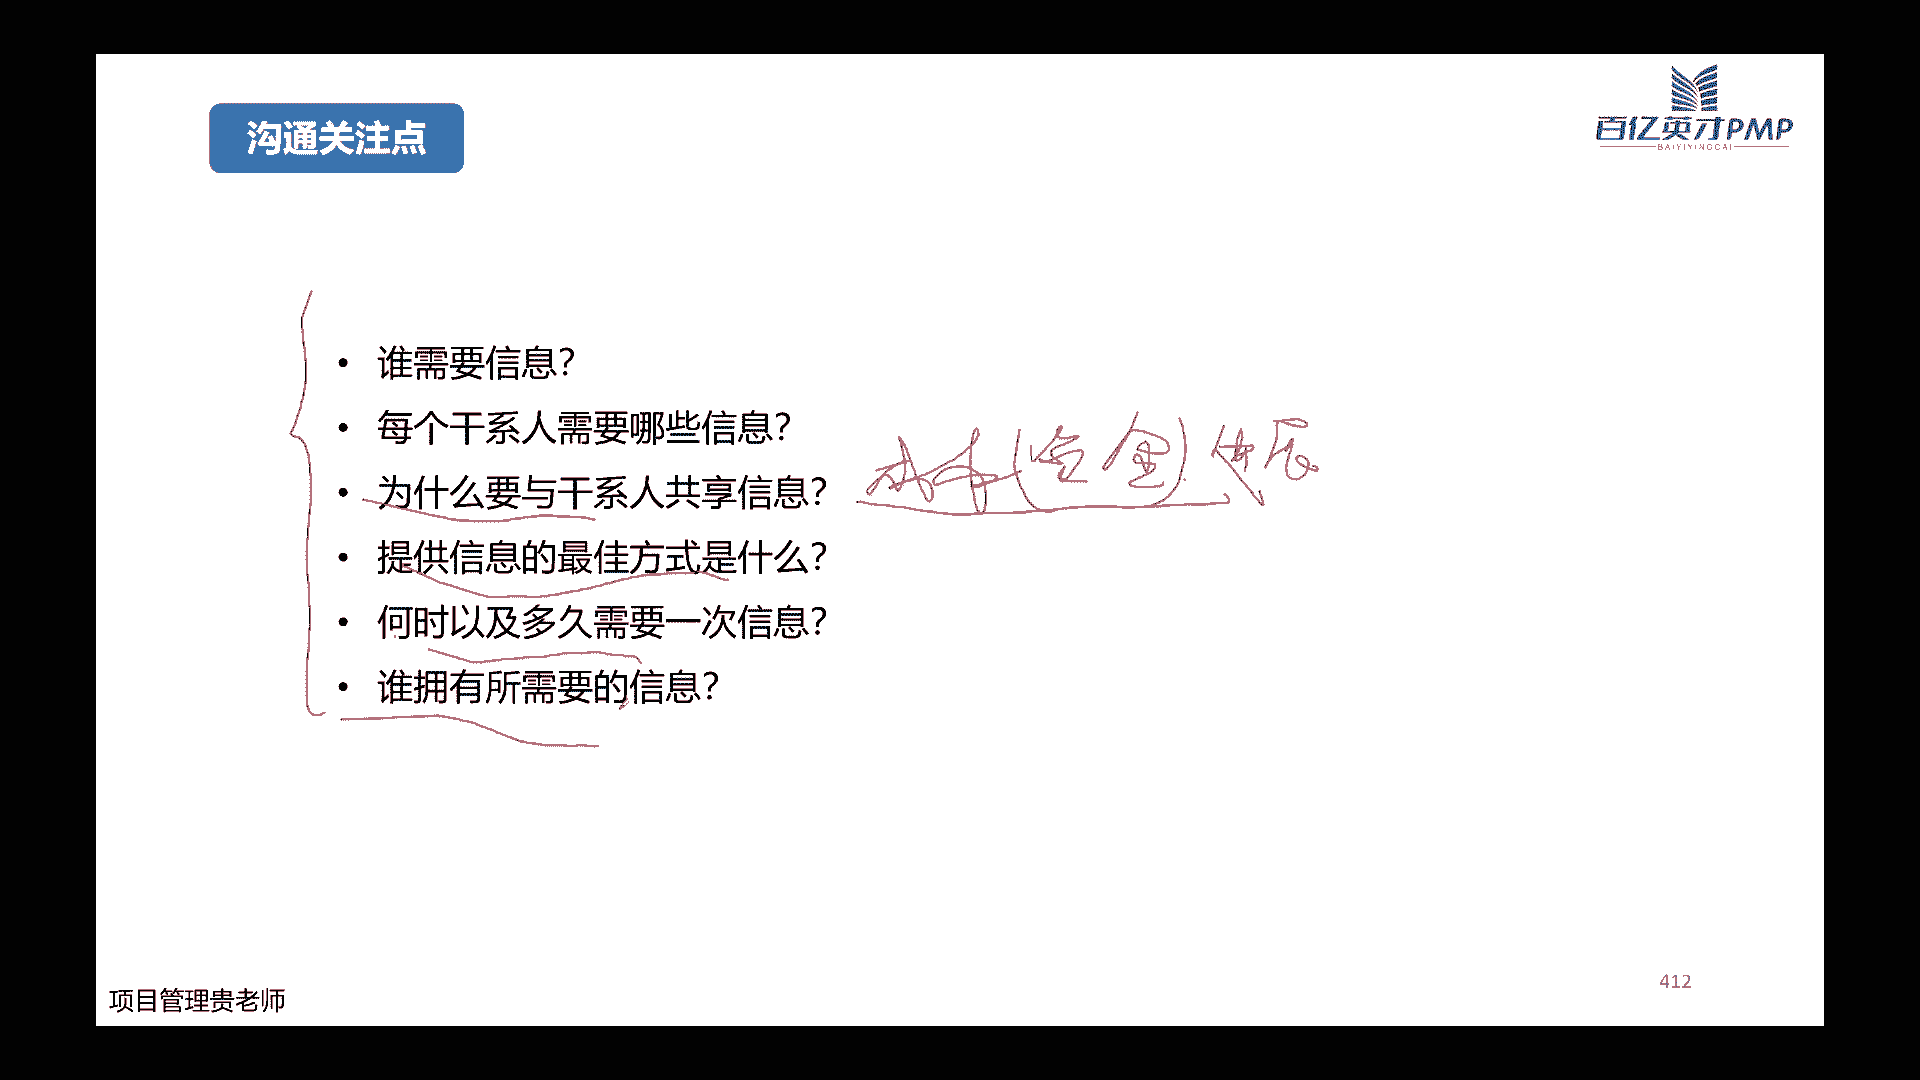 沟通关注点
百亿英才PMP
BAIYIYINGCAI
• 谁需要信息?
• 每个干系人需要哪些信息?
• 为什么要与干系人共享信息?
成本(资金)
• 提供信息的最佳方式是什么?
• 何时以及多久需要一次信息?
• 谁拥有所需要的信息?
412
项目管理贵老师